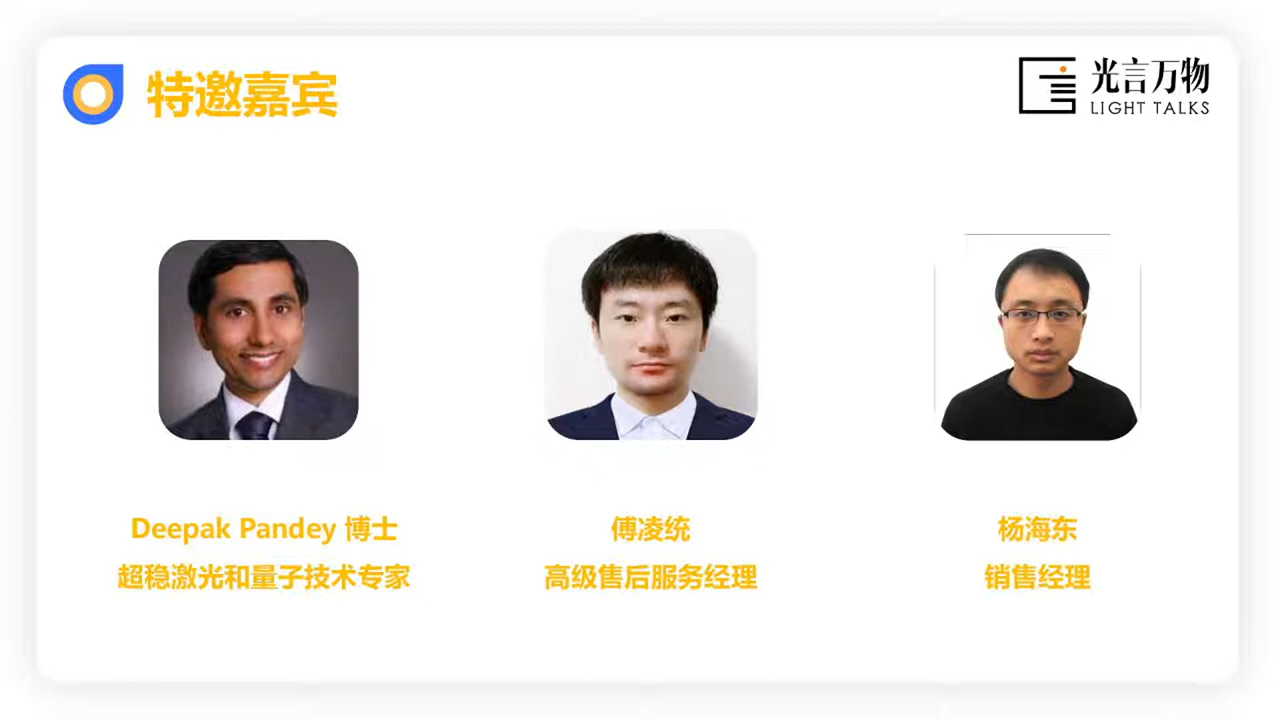 特邀嘉宾
光言万物
LIGHT TALKS
Deepak Pandey 博士
超稳激光和量子技术专家
傅凌统
高级售后服务经理
杨海东
销售经理